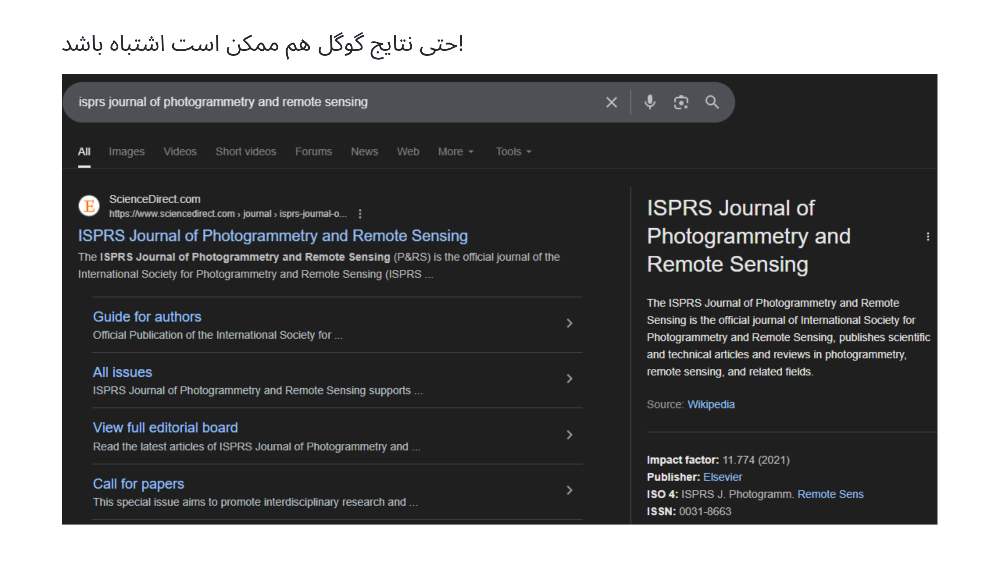 حتی نتایج گوگل هم ممکن است اشتباه باشد!
isprs journal of photogrammetry and remote sensing
All Images Videos Short videos Forums News Web More Tools
ScienceDirect.com
https://www.sciencedirect.com › journal › isprs-journal-o...
ISPRS Journal of Photogrammetry and Remote Sensing
The ISPRS Journal of Photogrammetry and Remote Sensing (P&RS) is the official journal of the
International Society for Photogrammetry and Remote Sensing (ISPRS ...
Guide for authors
Official Publication of the International Society for ...
All issues
ISPRS Journal of Photogrammetry and Remote Sensing supports ...
View full editorial board
Read the latest articles of ISPRS Journal of Photogrammetry and ...
Call for papers
This special issue aims to promote interdisciplinary research and ...
ISPRS Journal of
Photogrammetry and
Remote Sensing
The ISPRS Journal of Photogrammetry and Remote
Sensing is the official journal of International Society for
Photogrammetry and Remote Sensing, publishes scientific
and technical articles and reviews in photogrammetry,
remote sensing, and related fields.
Source: Wikipedia
Impact factor: 11.774 (2021)
Publisher: Elsevier
ISO 4: ISPRS J. Photogramm. Remote Sens
ISSN: 0031-8663